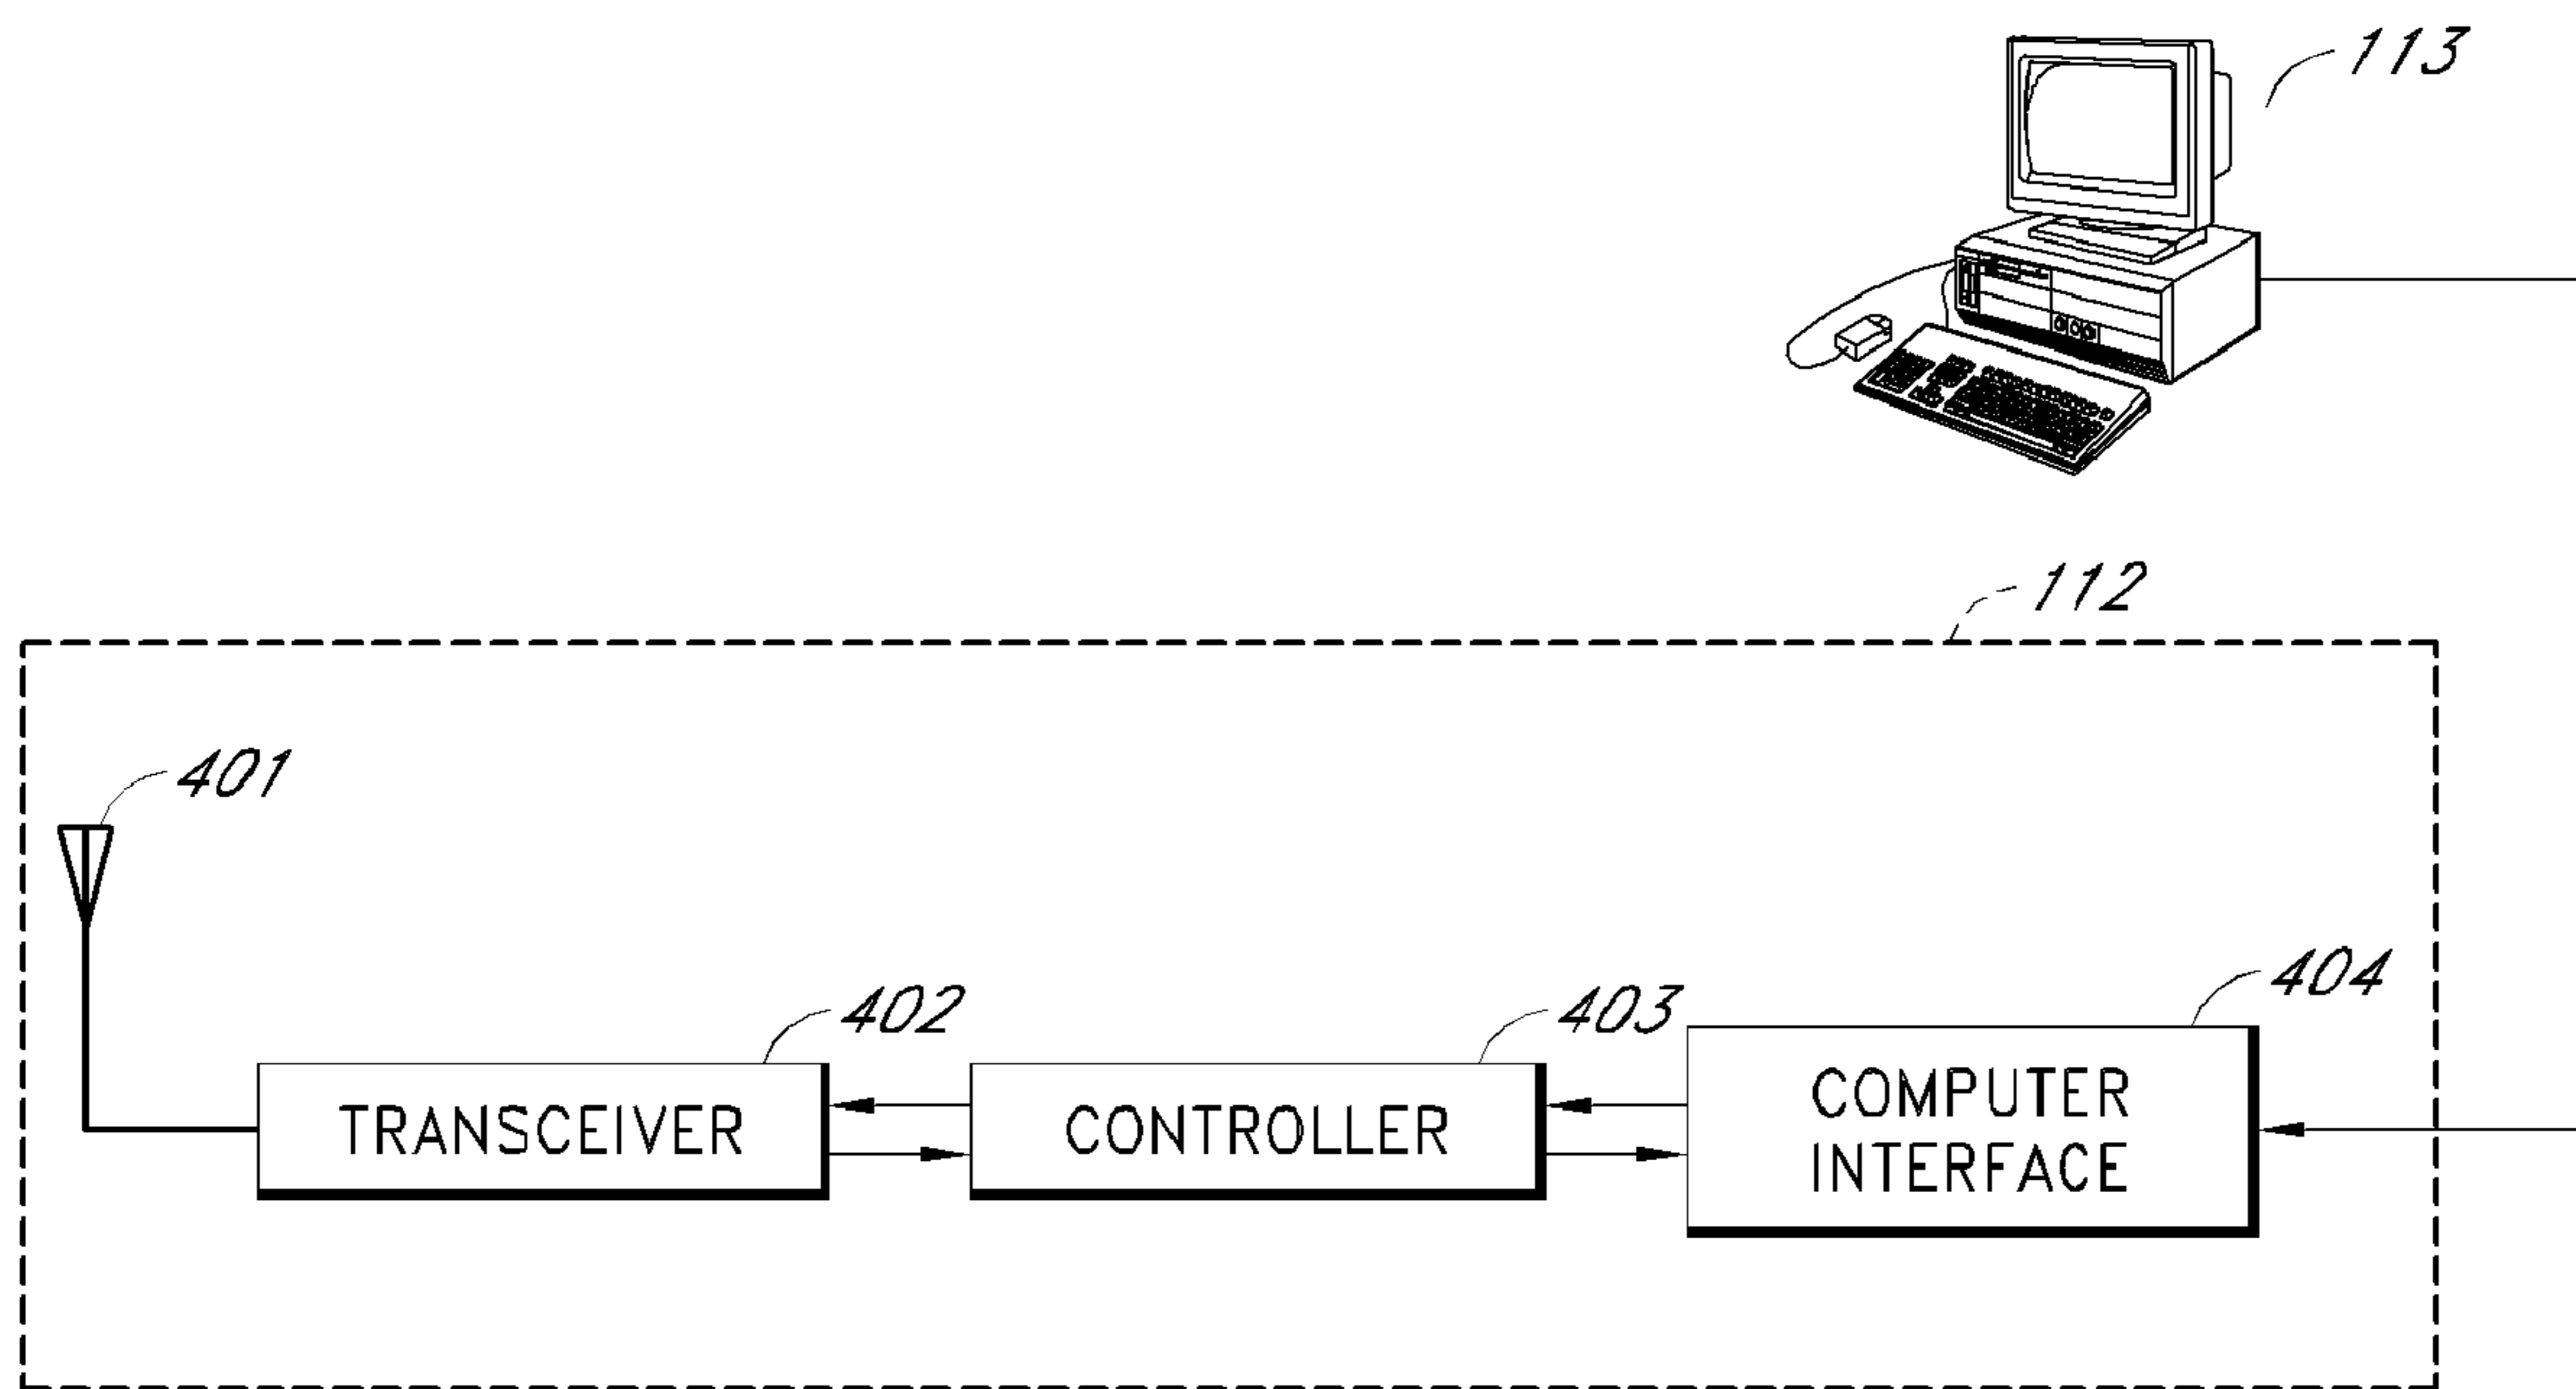 113
112
401
402
403
404
TRANSCEIVER
CONTROLLER
COMPUTER
INTERFACE